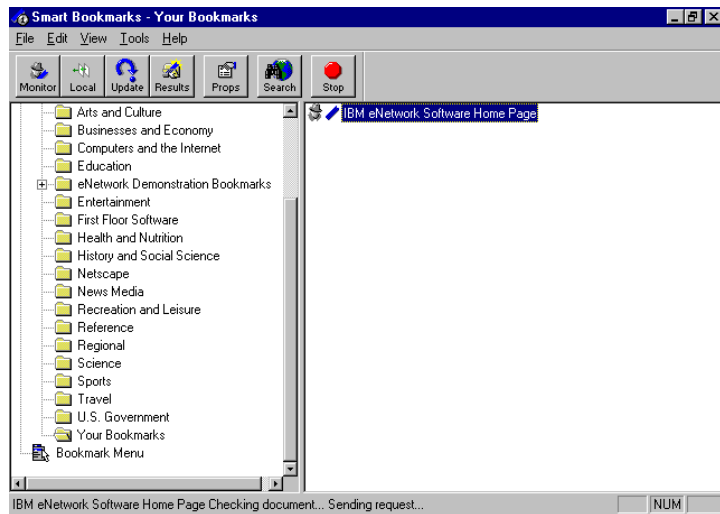 Smart Bookmarks - Your Bookmarks
File Edit View Tools Help
Monitor Local Update Results Props Search Stop
Arts and Culture
Businesses and Economy
Computers and the Internet
Education
eNetwork Demonstration Bookmarks
Entertainment
First Floor Software
Health and Nutrition
History and Social Science
Netscape
News Media
Recreation and Leisure
Reference
Regional
Science
Sports
Travel
U.S. Government
Your Bookmarks
Bookmark Menu
IBM eNetwork Software Home Page
IBM eNetwork Software Home Page Checking document... Sending request... NUM